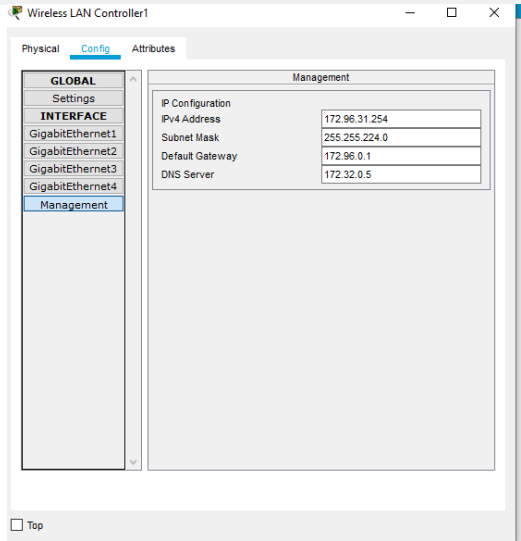 Wireless LAN Controller1
Physical Config Attributes
GLOBAL
Settings
INTERFACE
GigabitEthernet1
GigabitEthernet2
GigabitEthernet3
GigabitEthernet4
Management
Management
IP Configuration
IPv4 Address 172.96.31.254
Subnet Mask 255.255.224.0
Default Gateway 172.96.0.1
DNS Server 172.32.0.5
Top